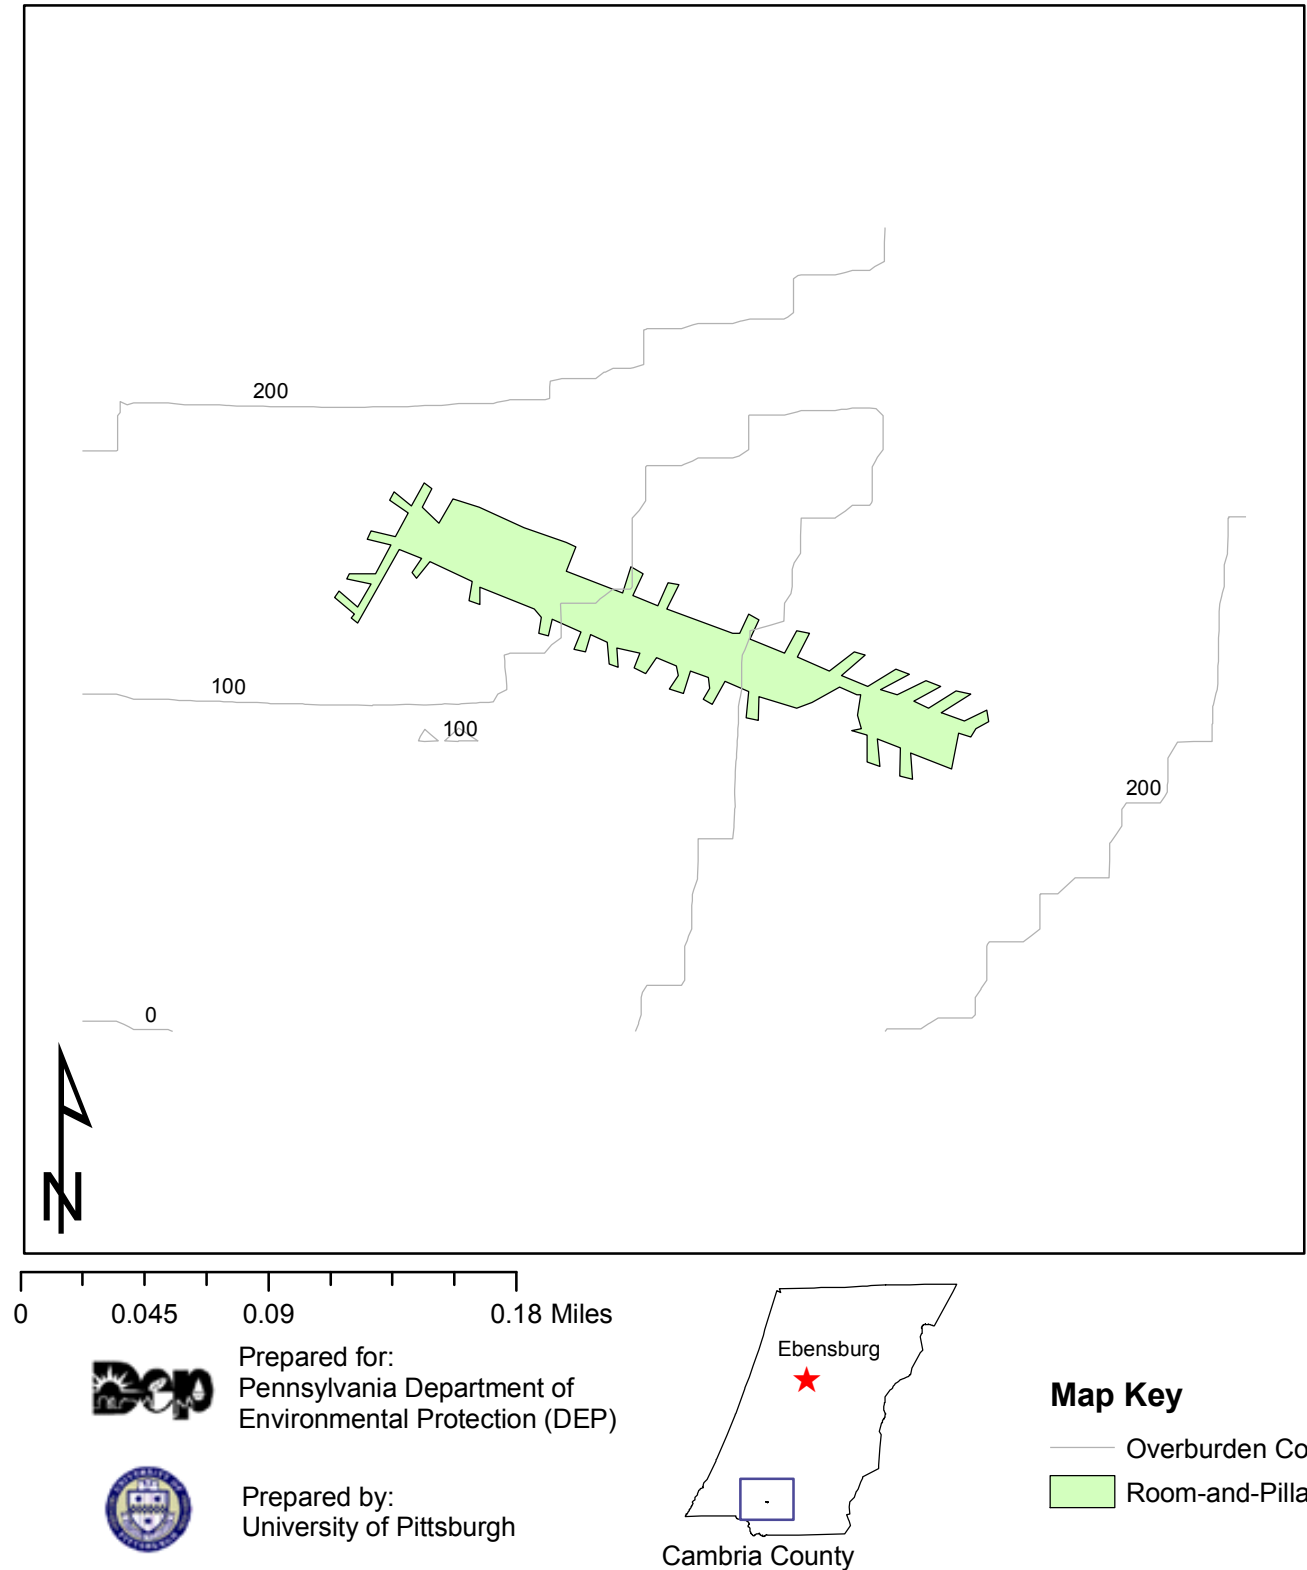 200
100
100
200
0
N
0 0.045 0.09 0.18 Miles
Dep
Prepared for:
Pennsylvania Department of
Environmental Protection (DEP)
Prepared by:
University of Pittsburgh
Ebensburg
Cambria County
Map Key
Overburden Co
Room-and-Pilla